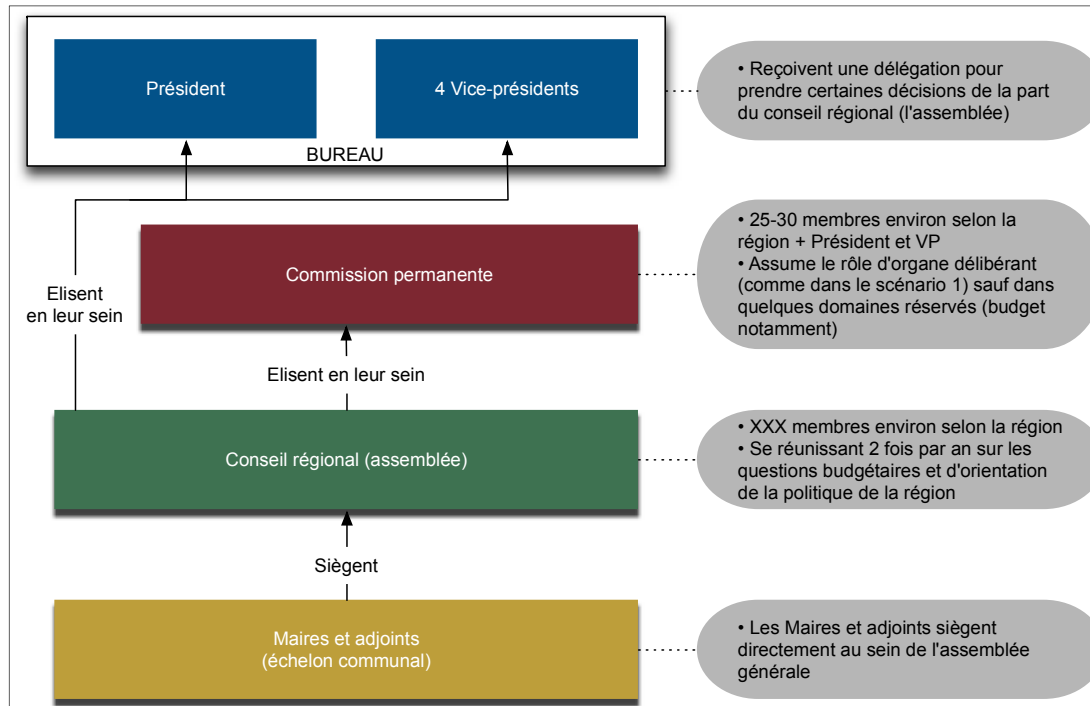 Président
4 Vice-présidents
BUREAU
• Reçoivent une délégation pour
prendre certaines décisions de la part
du conseil régional (l'assemblée)
Commission permanente
• 25-30 membres environ selon la
région + Président et VP
• Assume le rôle d'organe délibérant
(comme dans le scénario 1) sauf dans
quelques domaines réservés (budget
notamment)
Elisent
en leur sein
Elisent en leur sein
Conseil régional (assemblée)
• XXX membres environ selon la région
• Se réunissant 2 fois par an sur les
questions budgétaires et d'orientation
de la politique de la région
Siègent
Maires et adjoints
(échelon communal)
• Les Maires et adjoints siègent
directement au sein de l'assemblée
générale